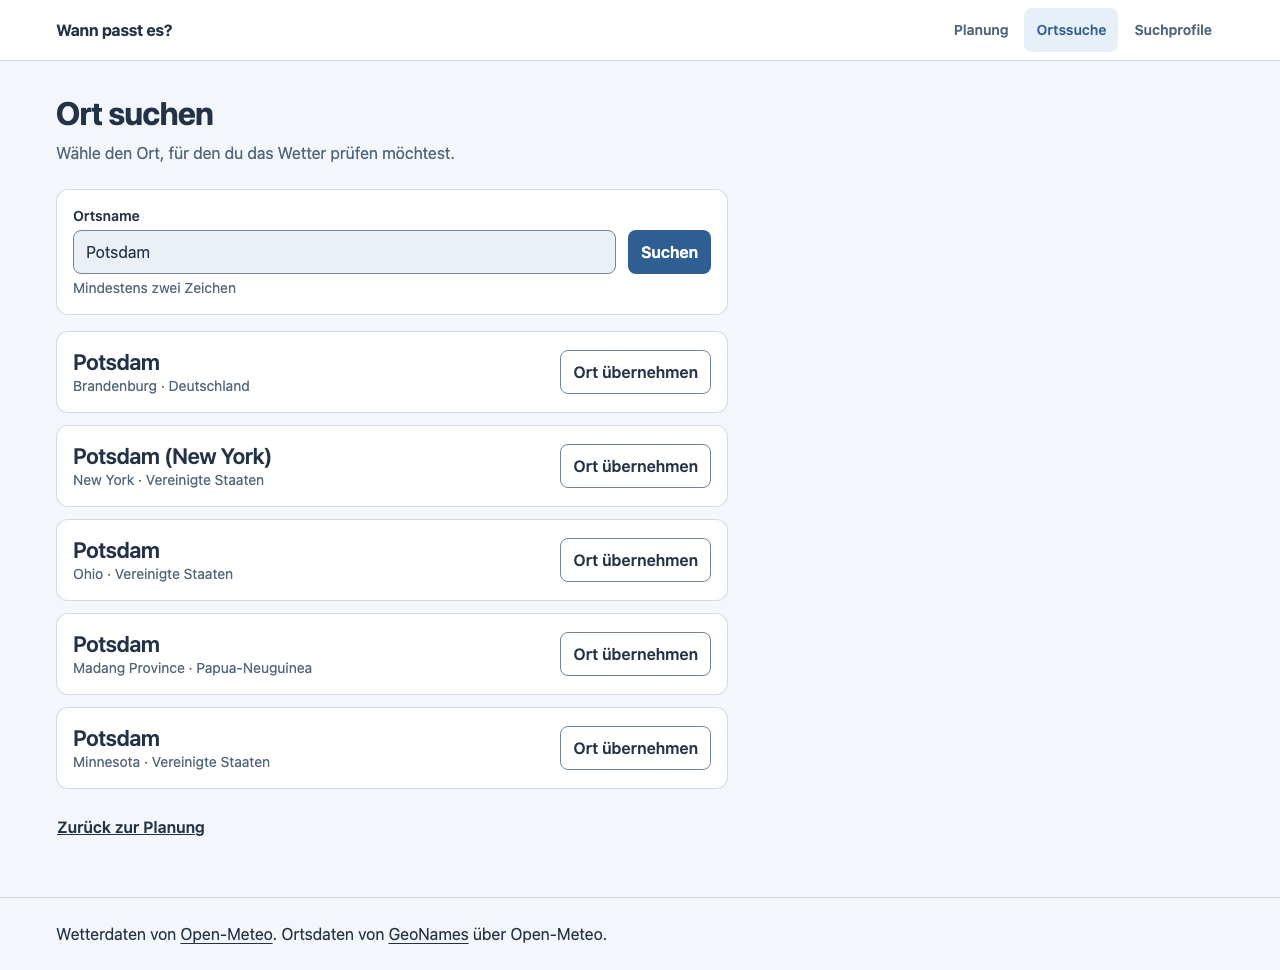 Wann passt es?
Planung
Ortssuche
Suchprofile
Ort suchen
Wähle den Ort, für den du das Wetter prüfen möchtest.
Ortsname
Potsdam
Suchen
Mindestens zwei Zeichen
Potsdam
Brandenburg · Deutschland
Ort übernehmen
Potsdam (New York)
New York · Vereinigte Staaten
Ort übernehmen
Potsdam
Ohio · Vereinigte Staaten
Ort übernehmen
Potsdam
Madang Province · Papua-Neuguinea
Ort übernehmen
Potsdam
Minnesota · Vereinigte Staaten
Ort übernehmen
Zurück zur Planung
Wetterdaten von Open-Meteo. Ortsdaten von GeoNames über Open-Meteo.